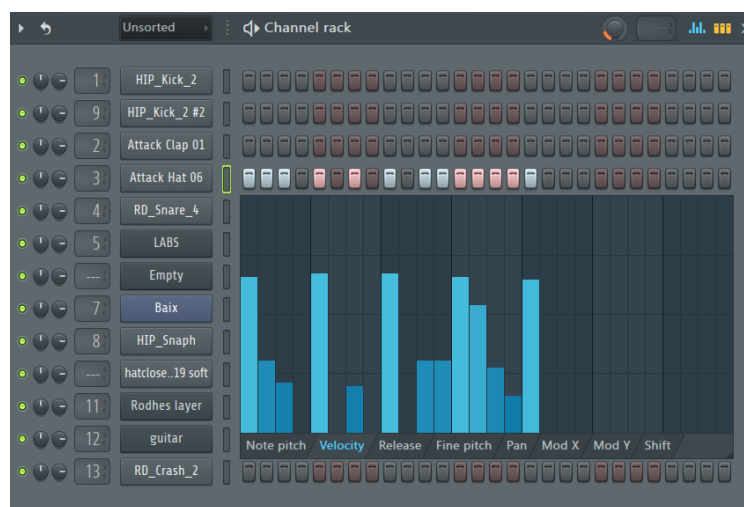 Unsorted Channel rack
1 HIP_Kick_2
9 HIP_Kick_2 #2
2 Attack Clap 01
3 Attack Hat 06
4 RD_Snare_4
5 LABS
--- Empty
7 Baix
8 HIP_Snaph
--- hatclose..19 soft
11 Rodhes layer
12 guitar
Note pitch Velocity Release Fine pitch Pan Mod X Mod Y Shift
13 RD_Crash_2